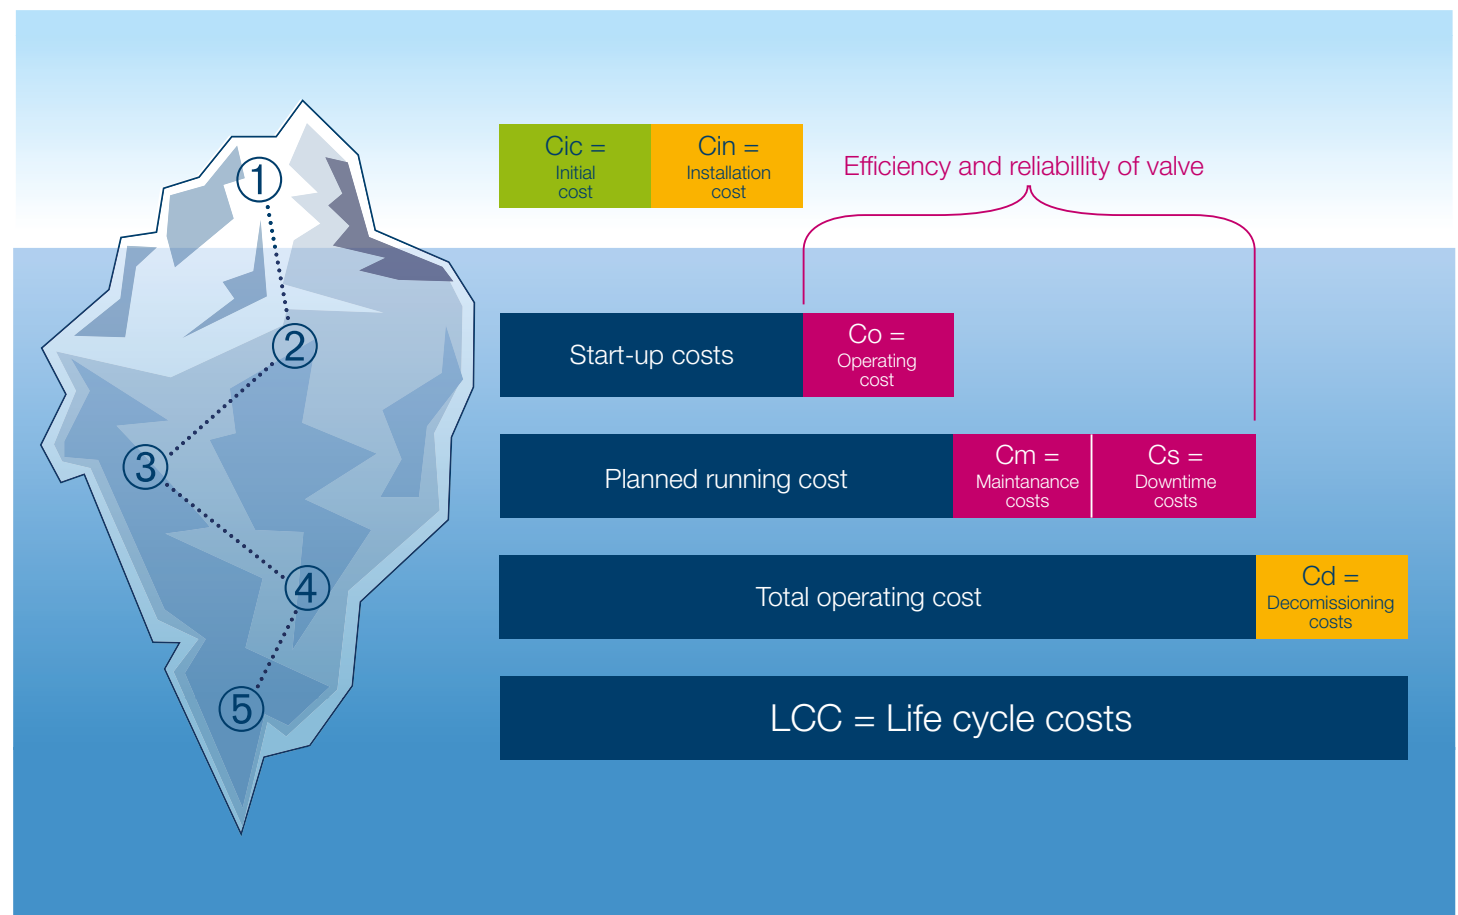 1
Cic =
Initial
cost
Cin =
Installation
cost
Efficiency and reliabillity of valve
2
Start-up costs
Co =
Operating
cost
3
Planned running cost
Cm =
Maintanance
costs
Cs =
Downtime
costs
4
Total operating cost
Cd =
Decomissioning
costs
5
LCC = Life cycle costs